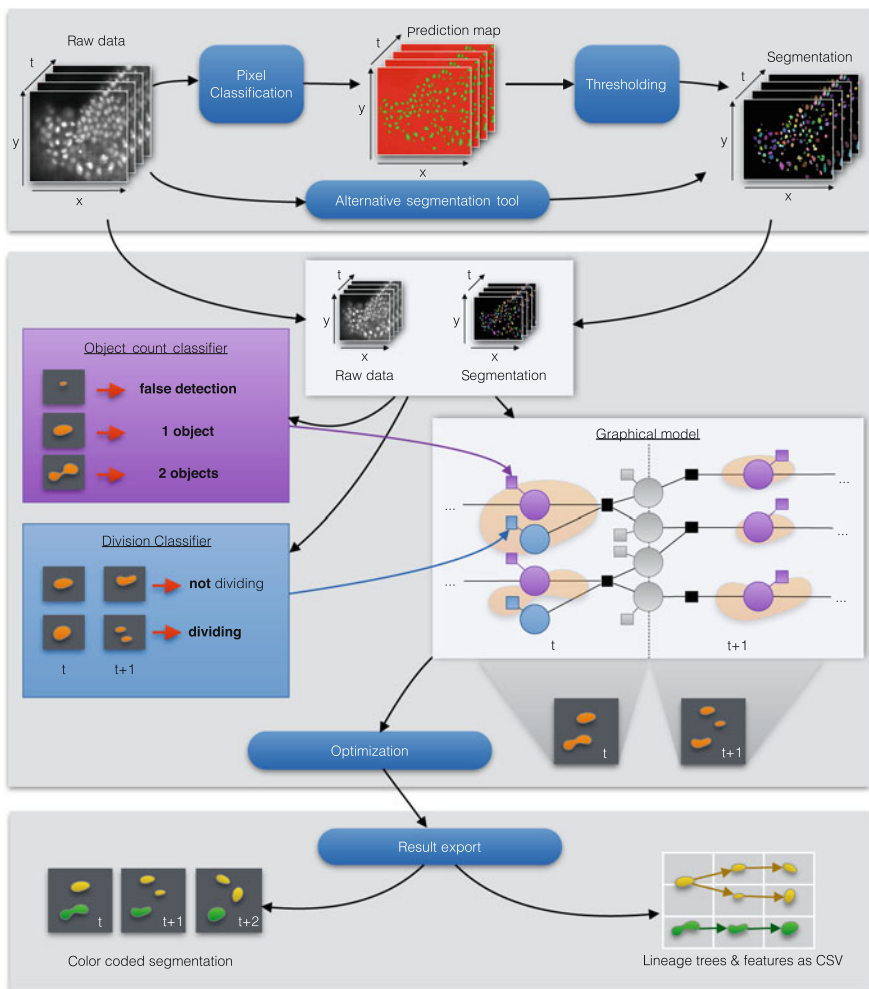 Raw data
t
y
x
Pixel
Classification
Prediction map
t
y
x
Thresholding
Segmentation
t
y
x
Alternative segmentation tool
t
y
x
Raw data
t
y
x
Segmentation
Object count classifier
false detection
1 object
2 objects
Division Classifier
not dividing
dividing
t
t+1
Graphical model
...
...
...
...
...
t
t+1
t
t+1
Optimization
Result export
t
t+1
t+2
Color coded segmentation
Lineage trees & features as CSV